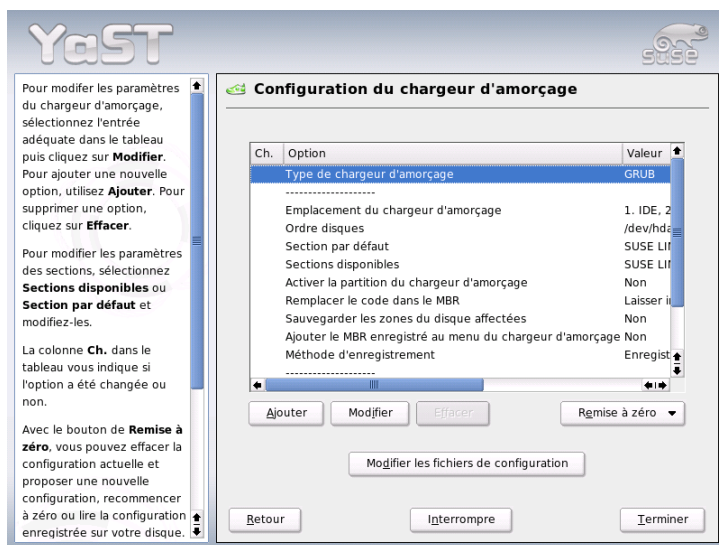 YaST
SUSE
Pour modifer les paramètres
du chargeur d'amorçage,
sélectionnez l'entrée
adéquate dans le tableau
puis cliquez sur Modifier.
Pour ajouter une nouvelle
option, utilisez Ajouter. Pour
supprimer une option,
cliquez sur Effacer.
Pour modifier les paramètres
des sections, sélectionnez
Sections disponibles ou
Section par défaut et
modifiez-les.
La colonne Ch. dans le
tableau vous indique si
l'option a été changée ou
non.
Avec le bouton de Remise à
zéro, vous pouvez effacer la
configuration actuelle et
proposer une nouvelle
configuration, recommencer
à zéro ou lire la configuration
enregistrée sur votre disque.
Configuration du chargeur d'amorçage
Ch. Option Valeur
Type de chargeur d'amorçage GRUB
-------------------
Emplacement du chargeur d'amorçage 1. IDE, 2
Ordre disques /dev/hda
Section par défaut SUSE LI
Sections disponibles SUSE LI
Activer la partition du chargeur d'amorçage Non
Remplacer le code dans le MBR Laisser i
Sauvegarder les zones du disque affectées Non
Ajouter le MBR enregistré au menu du chargeur d'amorçage Non
Méthode d'enregistrement Enregist
-------------------
Ajouter Modifier Effacer Remise à zéro
Modifier les fichiers de configuration
Retour Interrompre Terminer